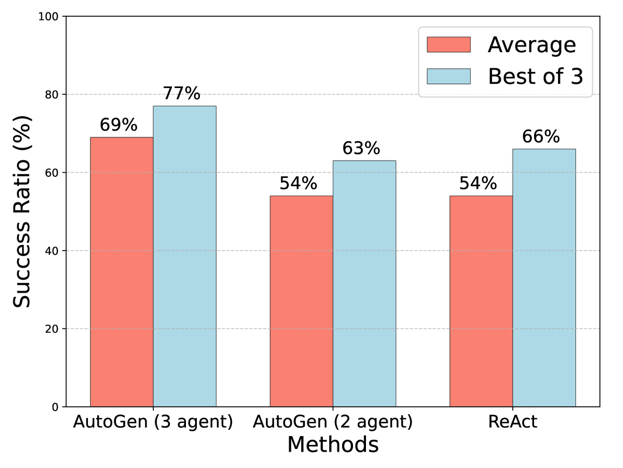 100
80
60
40
20
0
Success Ratio (%)
Average
Best of 3
69%
77%
54%
63%
54%
66%
AutoGen (3 agent)
AutoGen (2 agent)
ReAct
Methods